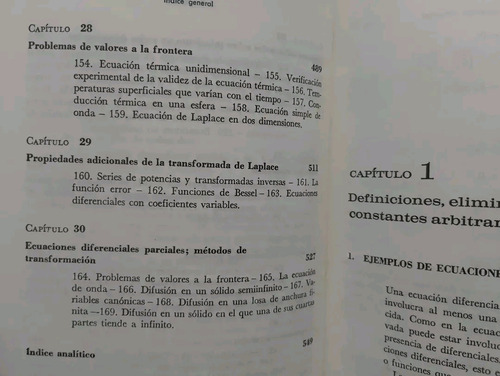 Indice general
CAPÍTULO 28
Problemas de valores a la frontera 489
154. Ecuación térmica unidimensional – 155. Verificación
experimental de la validez de la ecuación térmica – 156. Tem-
peraturas superficiales que varían con el tiempo – 157. Con-
ducción térmica en una esfera – 158. Ecuación simple de
onda – 159. Ecuación de Laplace en dos dimensiones.
CAPÍTULO 29
Propiedades adicionales de la transformada de Laplace 511
160. Series de potencias y transformadas inversas – 161. La
función error – 162. Funciones de Bessel – 163. Ecuaciones
diferenciales con coeficientes variables.
CAPÍTULO 30
Ecuaciones diferenciales parciales; métodos de
transformación 527
164. Problemas de valores a la frontera – 165. La ecuación
de onda – 166. Difusión en un sólido semiinfinito – 167. Va-
riables canónicas – 168. Difusión en una losa de anchura fi-
nita —169. Difusión en un sólido en el que una de sus cuartas
partes tiende a infinito.
Indice analítico 549
CAPÍTULO 1
Definiciones, elimi
constantes arbitra
1. EJEMPLOS DE ECUACIONE
Una ecuación diferencia
involucra al menos una
cida. Como en la ecuac
vada puede estar involuc
presencia de diferenciales.
ciones diferenciales, esto c
o funciones que